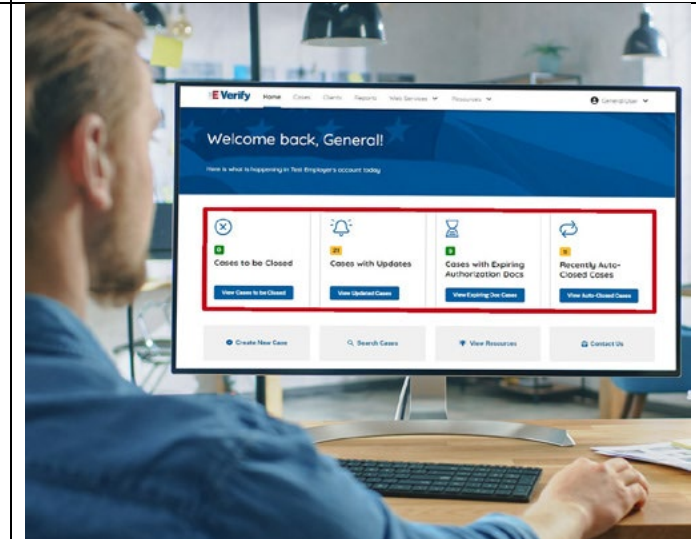 E-Verify Home Cases Clients Reports Web Services Resources General User
Welcome back, General!
Here is what is happening in Test Employer's account today
21
Cases to be Closed
Cases with Updates
Cases with Expiring
Authorization Docs
Recently Auto-
Closed Cases
View Cases to be Closed
View Updated Cases
View Expiring Doc Cases
View Auto-Closed Cases
Create New Case
Search Cases
View Resources
Contact Us